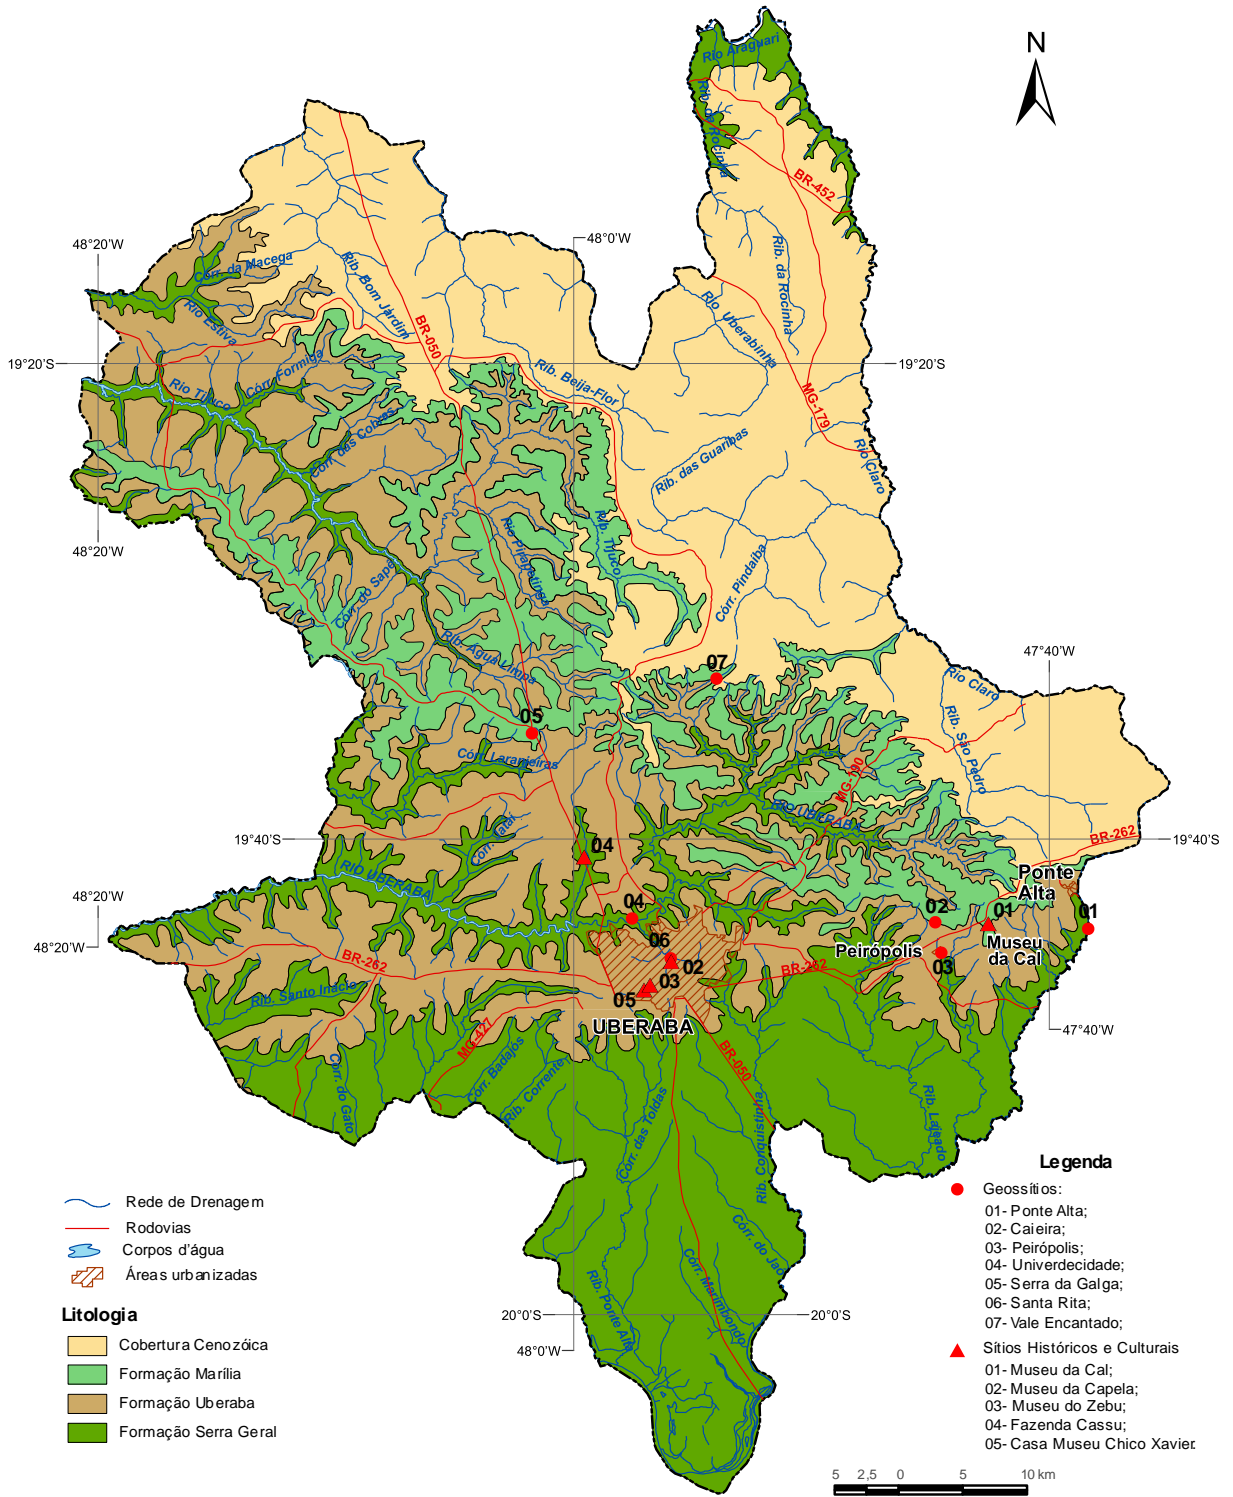 N
Rio Araguari
Rib. da Rocinha
BR-452
48°20'W
48°0'W
Córr. da Macega
Rib. Bom Jardim
Rib. da Rocinha
Rio Estiva
BR-050
Rio Uberabinha
19°20'S
19°20'S
Córr. Formiga
Rib. Beija-Flor
Rio Tijuco
MG-179
Córr. das Cobras
Rib. das Guaribas
Rio Claro
48°20'W
Rio Pirapetinga
Rib. Tijuco
Córr. do Sapé
Córr. Pindaíba
Rib. Água Limpa
07
47°40'W
Rio Claro
05
Rib. São Pedro
Córr. Laranjeiras
MG-190
RIO UBERABA
19°40'S
BR-262
19°40'S
04
RIO UBERABA
Ponte
Alta
48°20'W
04
02
01
01
48°20'W
06
Peirópolis
Museu
da Cal
BR-262
02
BR-262
03
03
05
Rib. Santo Inácio
UBERABA
47°40'W
MG-427
BR-050
Córr. do Gato
Córr. Badajós
Rib. Corrente
Córr. das Toldas
Rib. Conquistinha
Rib. Lajeado
Córr. do Jaó
Córr. Marimbondo
Rib. Ponte Alta
20°0'S
20°0'S
48°0'W
Rede de Drenagem
Rodovias
Corpos d'água
Áreas urbanizadas
Litologia
Cobertura Cenozóica
Formação Marília
Formação Uberaba
Formação Serra Geral
Legenda
Geossítios:
01- Ponte Alta;
02- Caieira;
03- Peirópolis;
04- Univerdecidade;
05- Serra da Galga;
06- Santa Rita;
07- Vale Encantado;
Sítios Históricos e Culturais
01- Museu da Cal;
02- Museu da Capela;
03- Museu do Zebu;
04- Fazenda Cassu;
05- Casa Museu Chico Xavier.
5 2,5 0 5 10 km